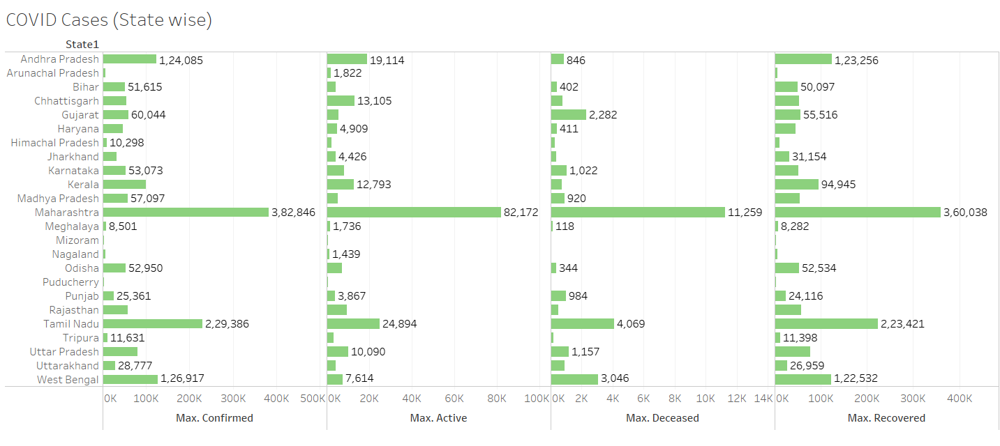 COVID Cases (State wise)
State1
Andhra Pradesh 1,24,085 19,114 846 1,23,256
Arunachal Pradesh 1,822
Bihar 51,615 402 50,097
Chhattisgarh 13,105
Gujarat 60,044 2,282 55,516
Haryana 4,909 411
Himachal Pradesh 10,298
Jharkhand 4,426 31,154
Karnataka 53,073 1,022
Kerala 12,793 94,945
Madhya Pradesh 57,097 920
Maharashtra 3,82,846 82,172 11,259 3,60,038
Meghalaya 8,501 1,736 118 8,282
Mizoram
Nagaland 1,439
Odisha 52,950 344 52,534
Puducherry
Punjab 25,361 3,867 984 24,116
Rajasthan
Tamil Nadu 2,29,386 24,894 4,069 2,23,421
Tripura 11,631 11,398
Uttar Pradesh 10,090 1,157
Uttarakhand 28,777 26,959
West Bengal 1,26,917 7,614 3,046 1,22,532
0K 100K 200K 300K 400K 500K 0K 20K 40K 60K 80K 100K 0K 2K 4K 6K 8K 10K 12K 14K 0K 100K 200K 300K 400K
Max. Confirmed Max. Active Max. Deceased Max. Recovered